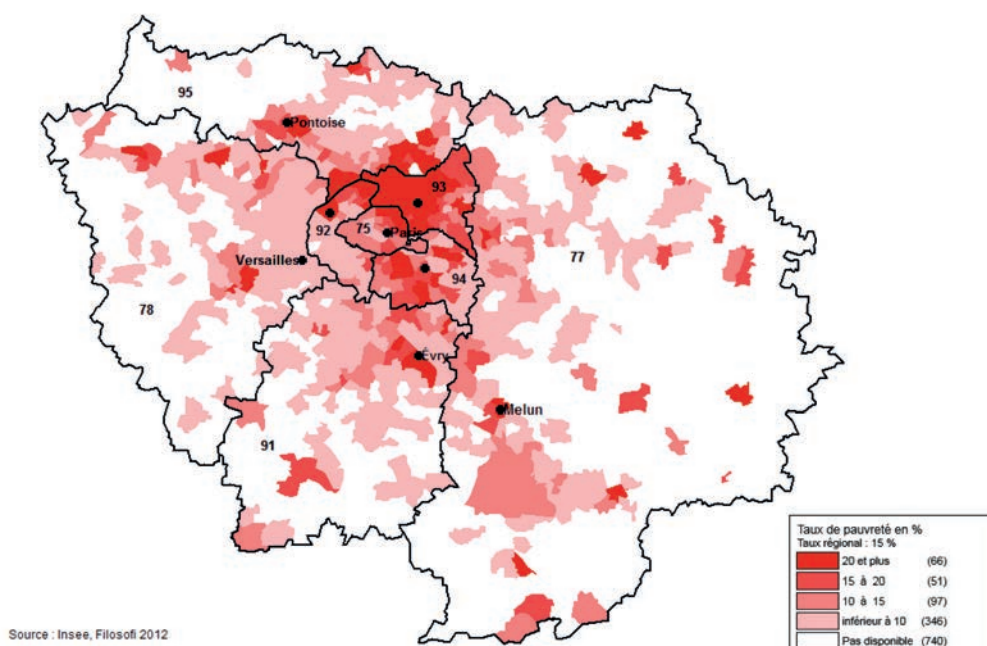 95
Pontoise
93
92
75
Paris
Versailles
94
77
78
Évry
Melun
91
Taux de pauvreté en %
Taux régional : 15 %
20 et plus (66)
15 à 20 (51)
10 à 15 (97)
inférieur à 10 (346)
Pas disponible (740)
Source : Insee, Filosofi 2012